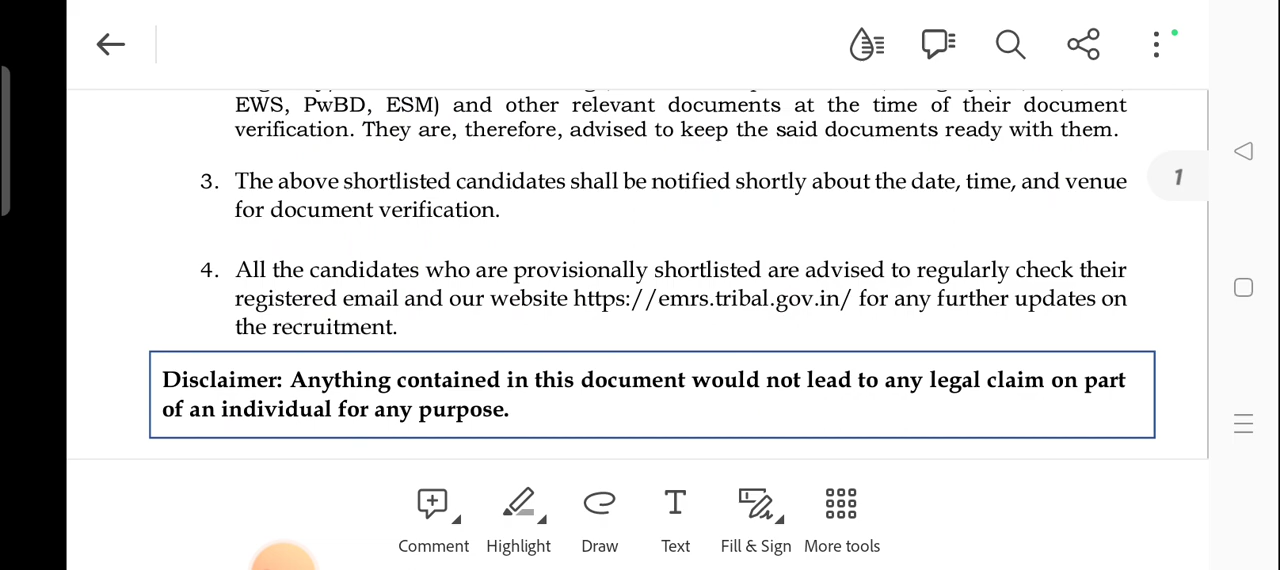 EWS, PwBD, ESM) and other relevant documents at the time of their document
verification. They are, therefore, advised to keep the said documents ready with them.
3. The above shortlisted candidates shall be notified shortly about the date, time, and venue
for document verification.
1
4. All the candidates who are provisionally shortlisted are advised to regularly check their
registered email and our website https://emrs.tribal.gov.in/ for any further updates on
the recruitment.
Disclaimer: Anything contained in this document would not lead to any legal claim on part
of an individual for any purpose.
T
Comment Highlight Draw Text Fill & Sign More tools